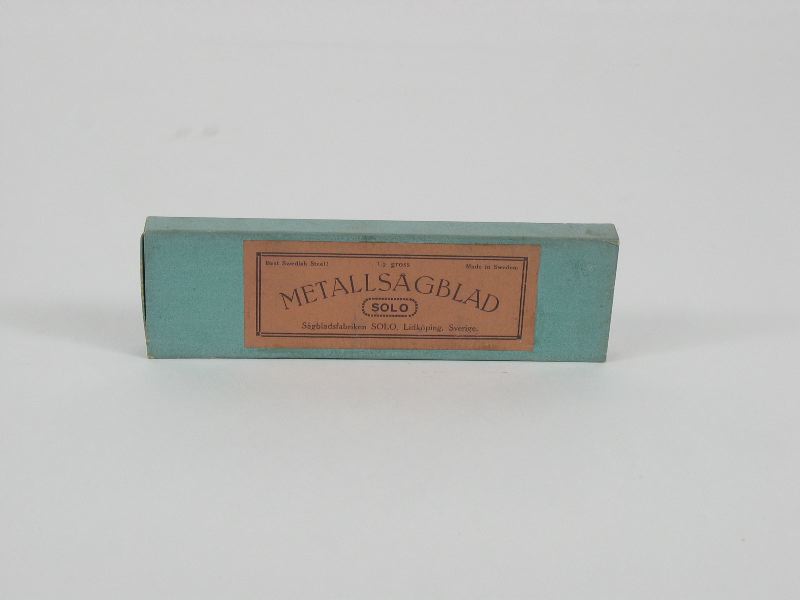 Best Swedish Steel! 1/2 gross Made in Sweden
METALLSÅGBLAD
SOLO
Sågbladsfabriken SOLO, Lidköping, Sverige.